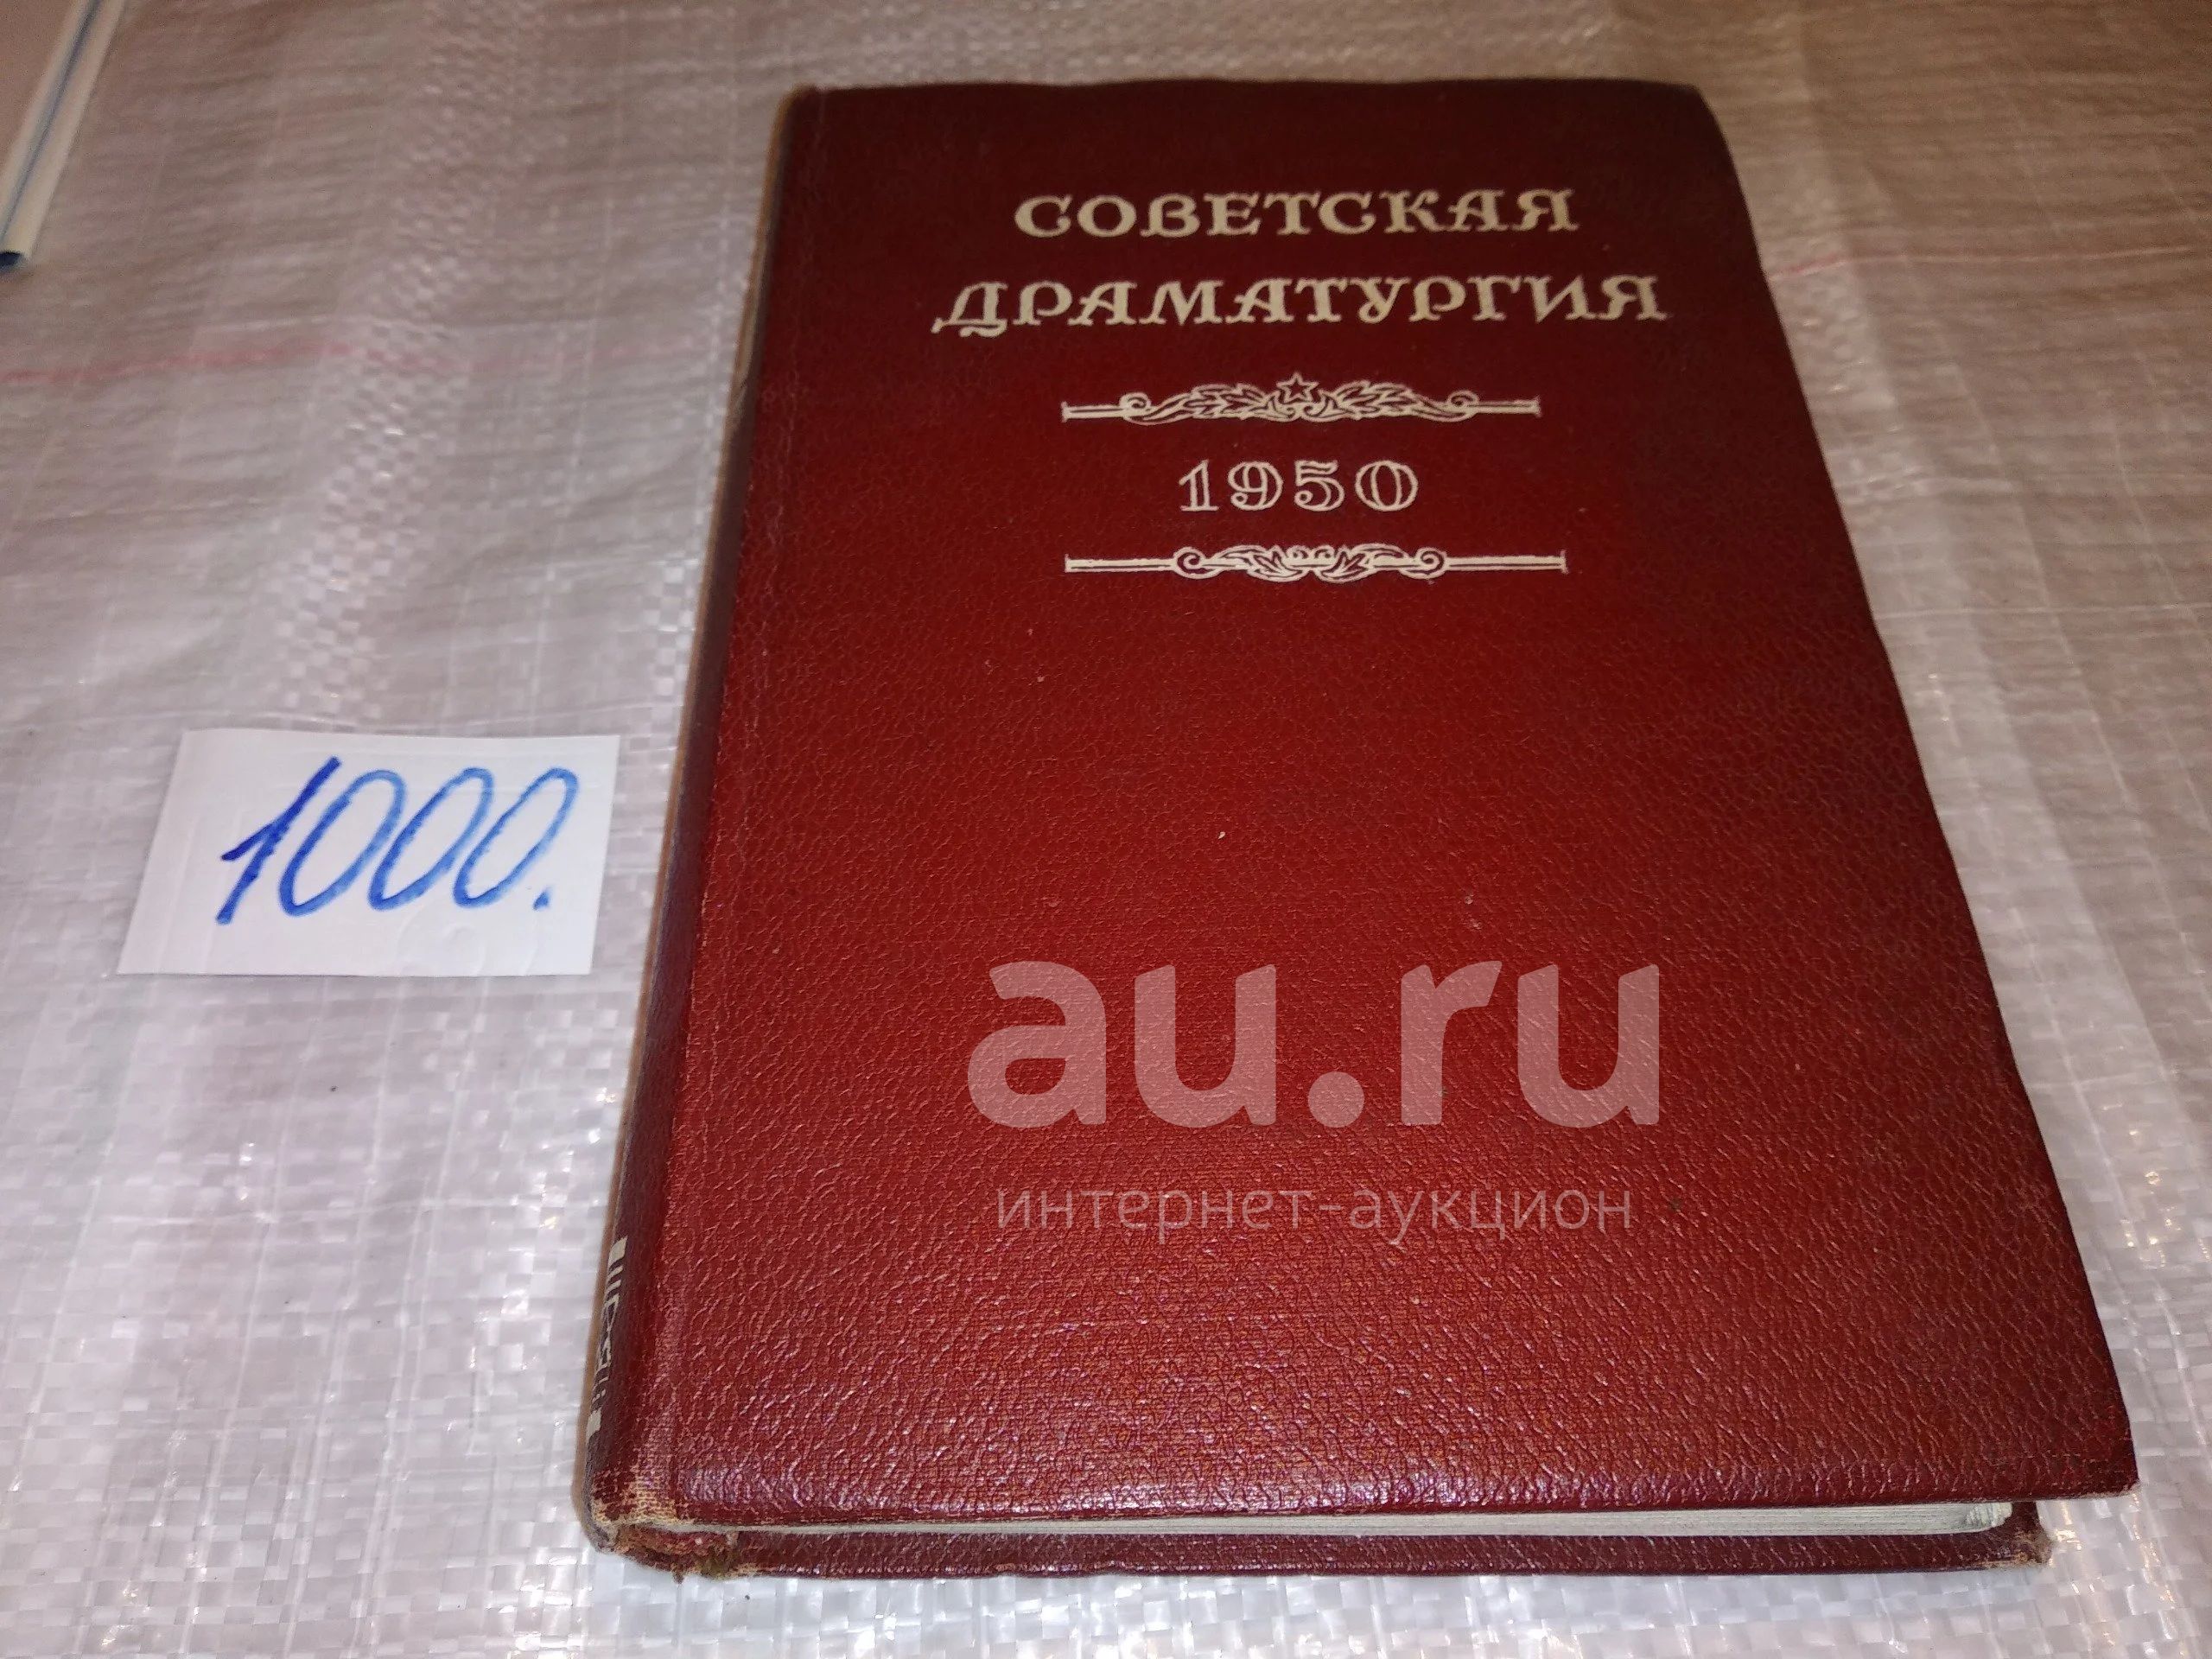 СОВЕТСКАЯ
ДРАМАТУРГИЯ
1950
1000.
au.ru
интернет-аукцион